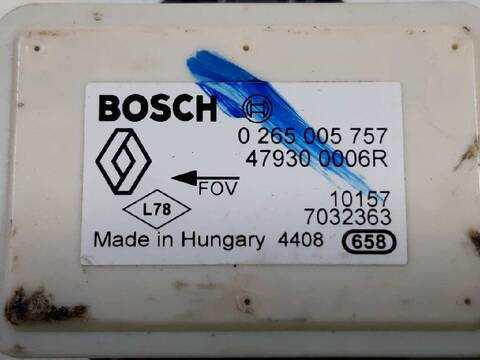 BOSCH
0 265 005 757
47930 0006R
FOV
10157
L78
7032363
Made in Hungary 4408 658